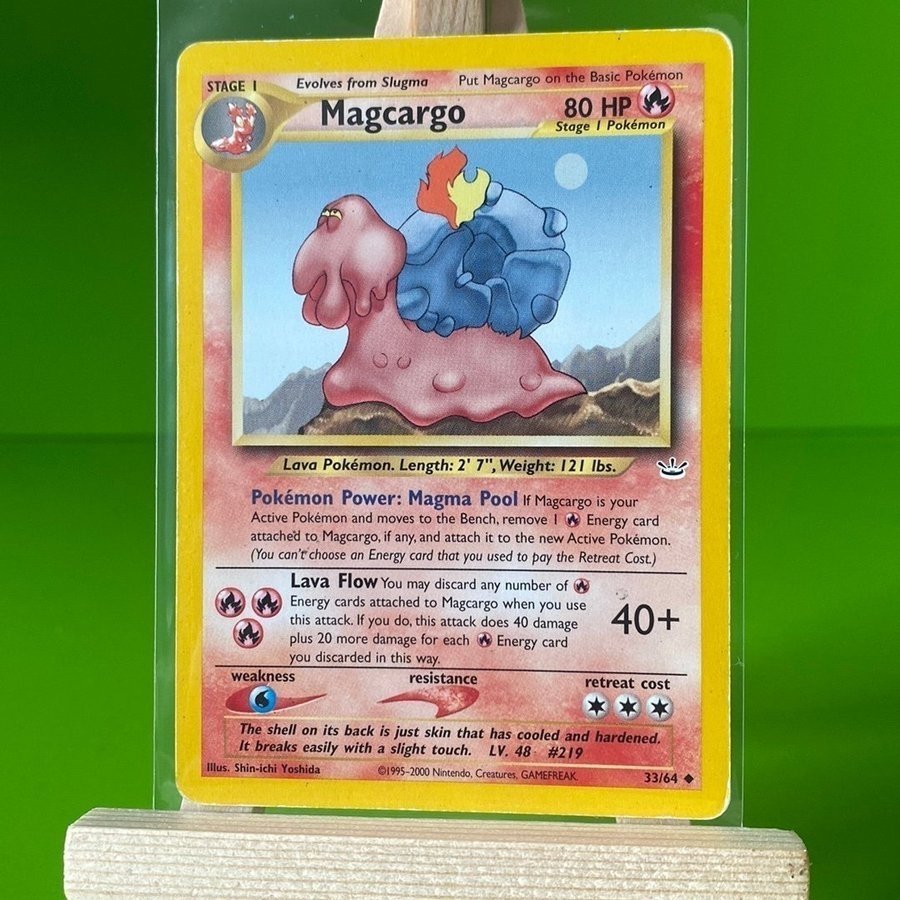 STAGE 1 Evolves from Slugma Put Magcargo on the Basic Pokémon
Magcargo 80 HP
Stage 1 Pokémon
Lava Pokémon. Length: 2' 7", Weight: 121 lbs.
Pokémon Power: Magma Pool If Magcargo is your
Active Pokémon and moves to the Bench, remove 1 Energy card
attached to Magcargo, if any, and attach it to the new Active Pokémon.
(You can't choose an Energy card that you used to pay the Retreat Cost.)
Lava Flow You may discard any number of
Energy cards attached to Magcargo when you use
this attack. If you do, this attack does 40 damage
plus 20 more damage for each Energy card
you discarded in this way.
40+
weakness resistance retreat cost
The shell on its back is just skin that has cooled and hardened.
It breaks easily with a slight touch. LV. 48 #219
Illus. Shin-ichi Yoshida ©1995-2000 Nintendo, Creatures, GAMEFREAK. 33/64